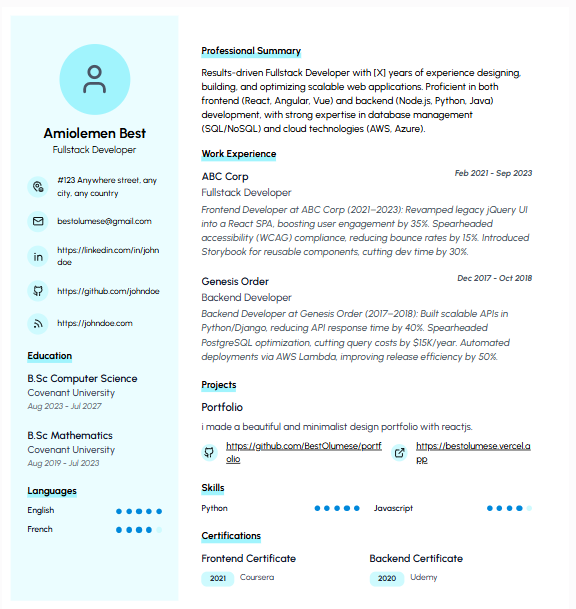 Amiolemen Best
Fullstack Developer
#123 Anywhere street, any
city, any country
bestolumese@gmail.com
https://linkedin.com/in/john
doe
https://github.com/johndoe
https://johndoe.com
Education
B.Sc Computer Science
Covenant University
Aug 2023 - Jul 2027
B.Sc Mathematics
Covenant University
Aug 2019 - Jul 2023
Languages
English
French
Professional Summary
Results-driven Fullstack Developer with [X] years of experience designing,
building, and optimizing scalable web applications. Proficient in both
frontend (React, Angular, Vue) and backend (Node.js, Python, Java)
development, with strong expertise in database management
(SQL/NoSQL) and cloud technologies (AWS, Azure).
Work Experience
ABC Corp
Feb 2021 - Sep 2023
Fullstack Developer
Frontend Developer at ABC Corp (2021–2023): Revamped legacy jQuery UI
into a React SPA, boosting user engagement by 35%. Spearheaded
accessibility (WCAG) compliance, reducing bounce rates by 15%. Introduced
Storybook for reusable components, cutting dev time by 30%.
Genesis Order
Dec 2017 - Oct 2018
Backend Developer
Backend Developer at Genesis Order (2017–2018): Built scalable APIs in
Python/Django, reducing API response time by 40%. Spearheaded
PostgreSQL optimization, cutting query costs by $15K/year. Automated
deployments via AWS Lambda, improving release efficiency by 50%.
Projects
Portfolio
i made a beautiful and minimalist design portfolio with reactjs.
https://github.com/BestOlumese/portf
olio
https://bestolumese.vercel.a
pp
Skills
Python
Javascript
Certifications
Frontend Certificate
2021 Coursera
Backend Certificate
2020 Udemy